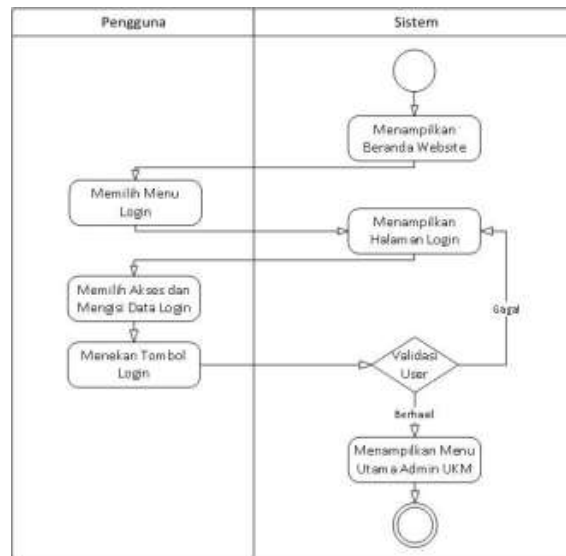 Pengguna
Sistem
Menampilkan
Beranda Website
Memilih Menu
Login
Menampilkan
Halaman Login
Memilih Akses dan
Mengisi Data Login
Gagal
Menekan Tombol
Login
Validasi
User
Berhasil
Menampilkan Menu
Utama Admin UKM